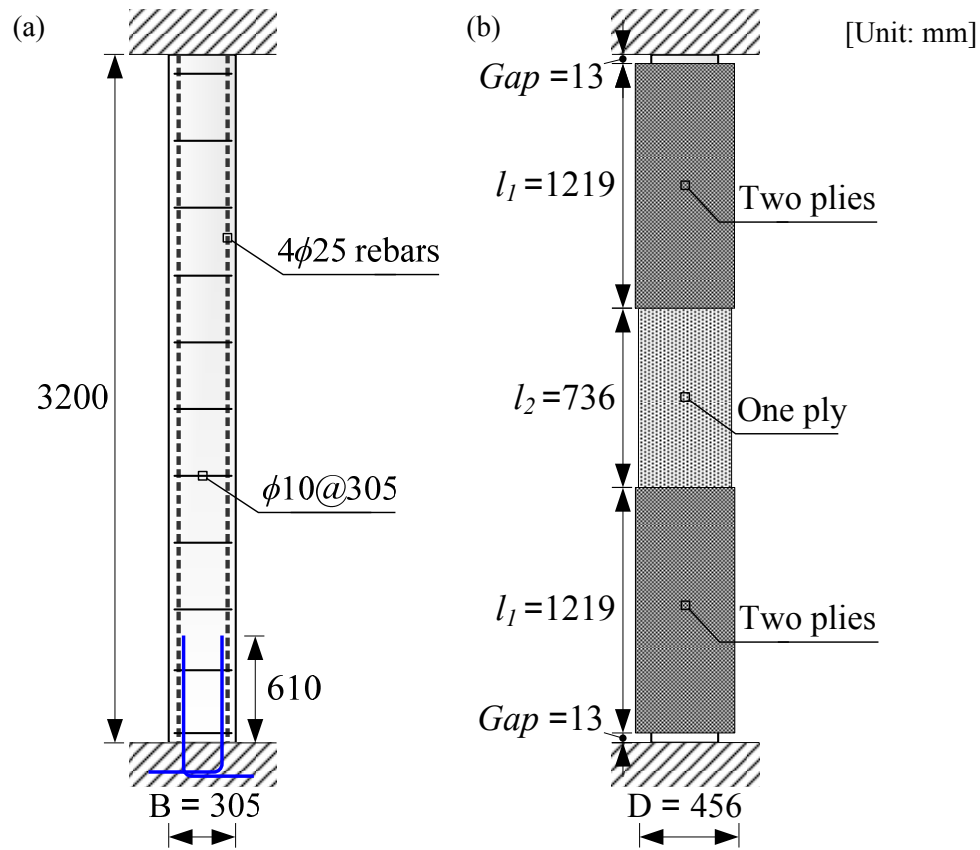 (a)
(b)
[Unit: mm]
Gap =13
l1 =1219
Two plies
4ϕ25 rebars
3200
l2 =736
One ply
ϕ10@305
l1 =1219
Two plies
610
Gap =13
B = 305
D = 456